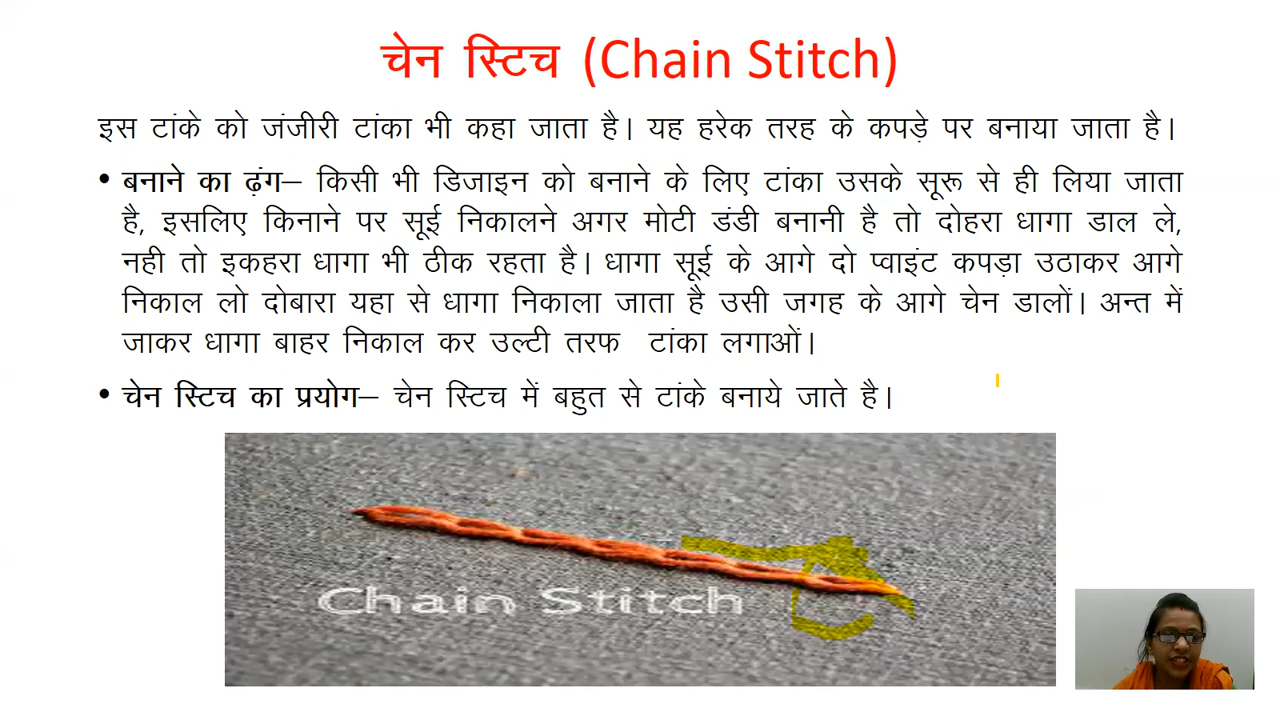 चेन स्टिच (Chain Stitch)
इस टांके को जंजीरी टांका भी कहा जाता है। यह हरेक तरह के कपड़े पर बनाया जाता है।
• बनाने का ढ़ंग– किसी भी डिजाइन को बनाने के लिए टांका उसके सूरू से ही लिया जाता
है, इसलिए किनाने पर सूई निकालने अगर मोटी डंडी बनानी है तो दोहरा धागा डाल ले,
नही तो इकहरा धागा भी ठीक रहता है। धागा सूई के आगे दो प्वाइंट कपड़ा उठाकर आगे
निकाल लो दोबारा यहा से धागा निकाला जाता है उसी जगह के आगे चेन डालों। अन्त में
जाकर धागा बाहर निकाल कर उल्टी तरफ टांका लगाओं।
• चेन स्टिच का प्रयोग– चेन स्टिच में बहुत से टांके बनाये जाते है।
Chain Stitch